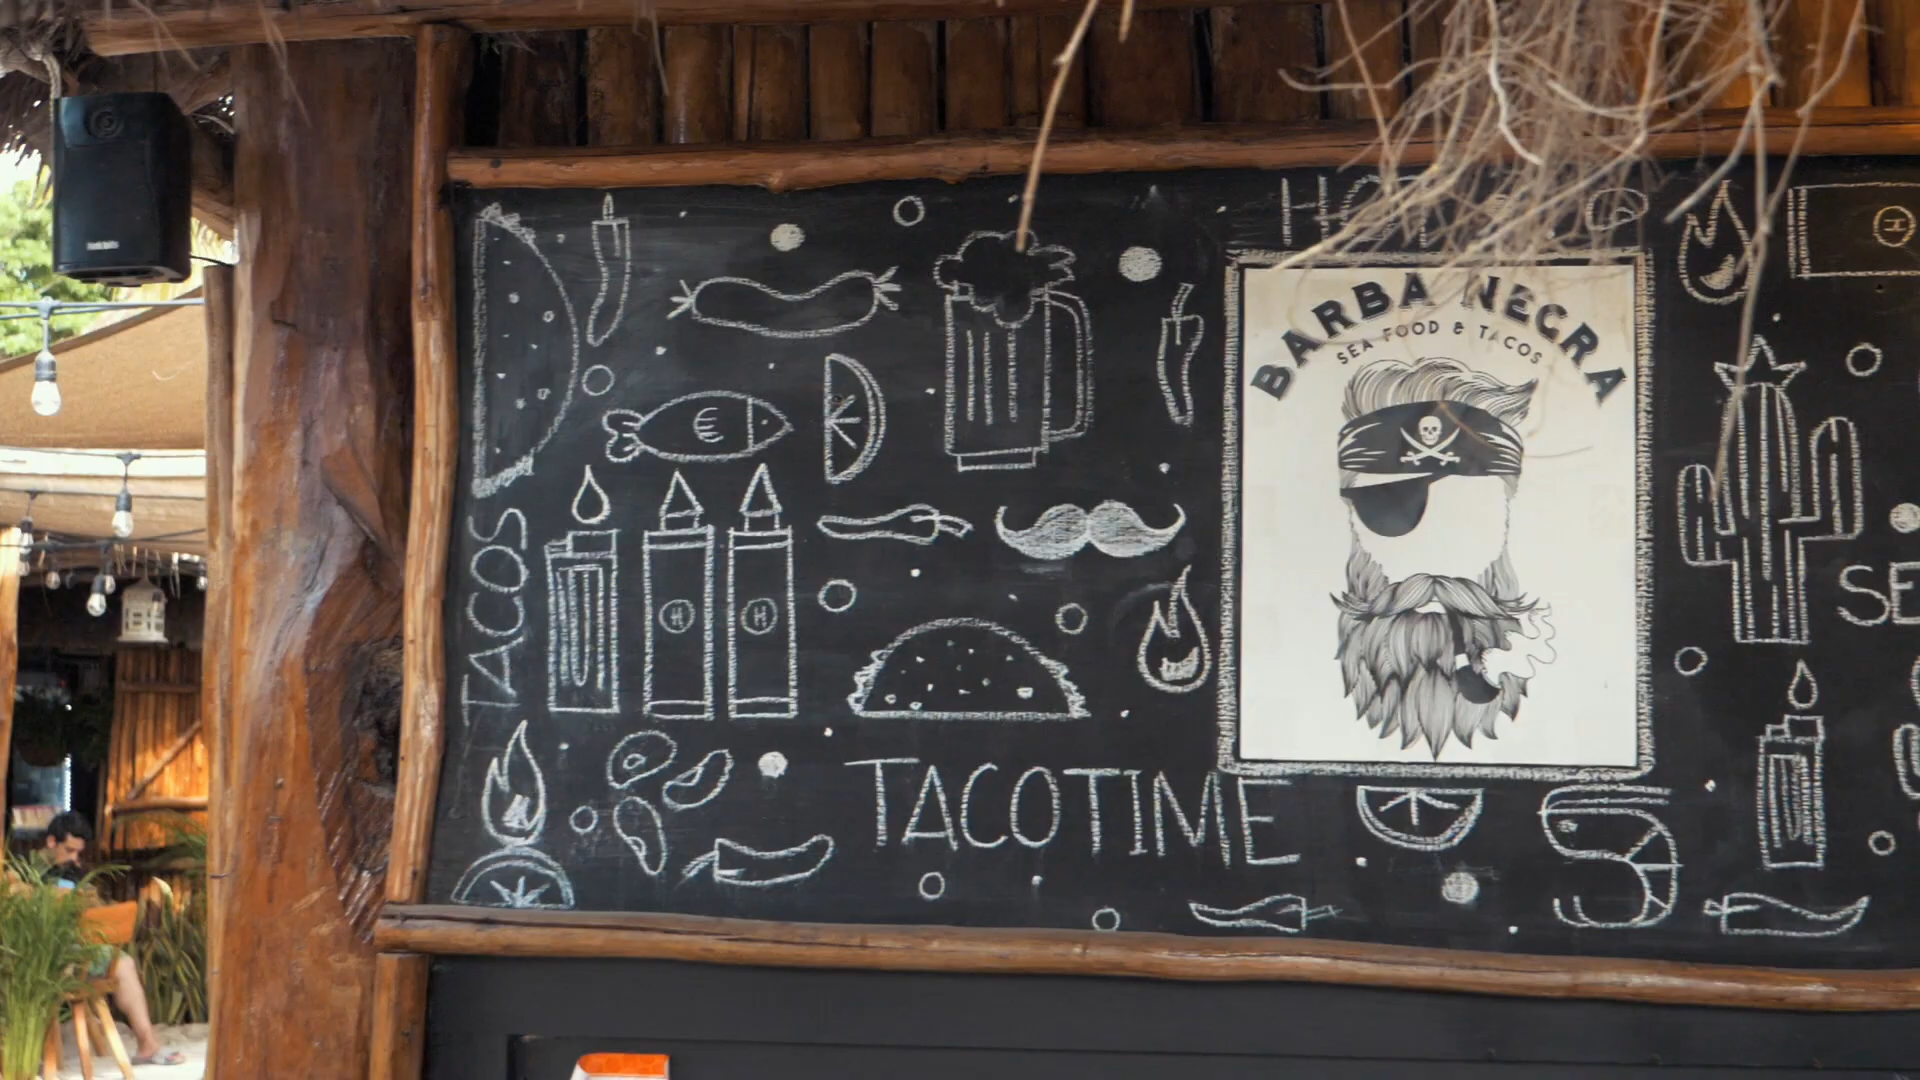 BARBA NEGRA
SEA FOOD & TACOS
TACOS
H
H
H
TACOTIME